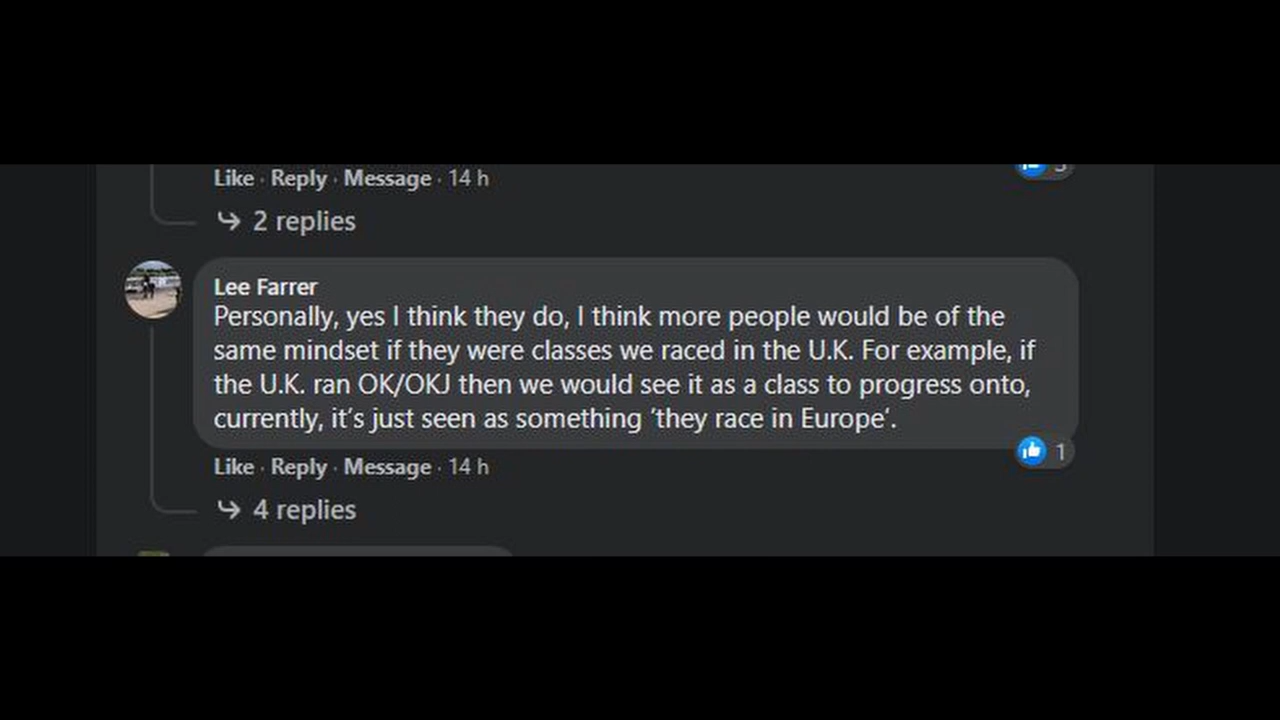 Like · Reply · Message · 14 h
2 replies
Lee Farrer
Personally, yes I think they do, I think more people would be of the
same mindset if they were classes we raced in the U.K. For example, if
the U.K. ran OK/OKJ then we would see it as a class to progress onto,
currently, it’s just seen as something ‘they race in Europe‘.
1
Like · Reply · Message · 14 h
4 replies